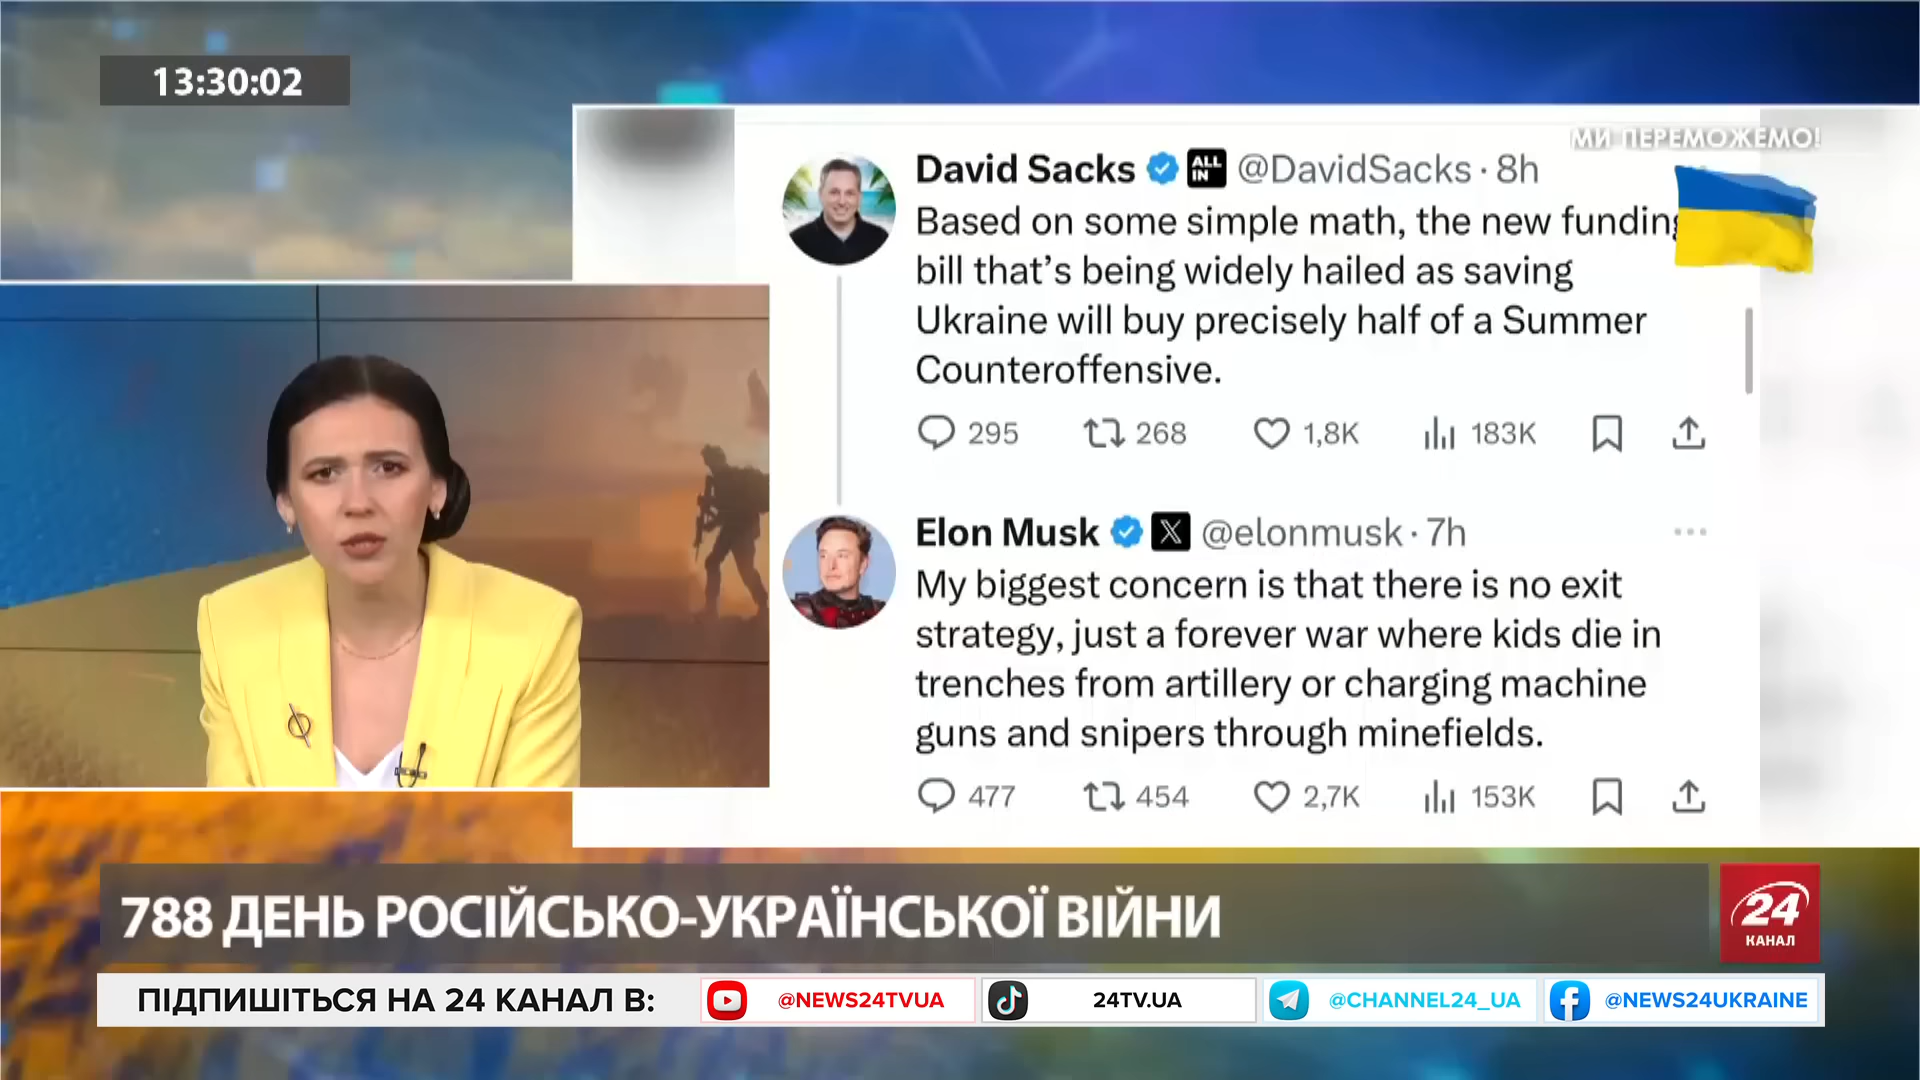 13:30:02
МИ ПЕРЕМОЖЕМО!
David Sacks ALL IN @DavidSacks · 8h
Based on some simple math, the new funding
bill that’s being widely hailed as saving
Ukraine will buy precisely half of a Summer
Counteroffensive.
295 268 1,8K 183K
Elon Musk X @elonmusk · 7h
My biggest concern is that there is no exit
strategy, just a forever war where kids die in
trenches from artillery or charging machine
guns and snipers through minefields.
477 454 2,7K 153K
788 ДЕНЬ РОСІЙСЬКО-УКРАЇНСЬКОЇ ВІЙНИ
24
КАНАЛ
ПІДПИШІТЬСЯ НА 24 КАНАЛ В: @NEWS24TVUA 24TV.UA @CHANNEL24_UA @NEWS24UKRAINE